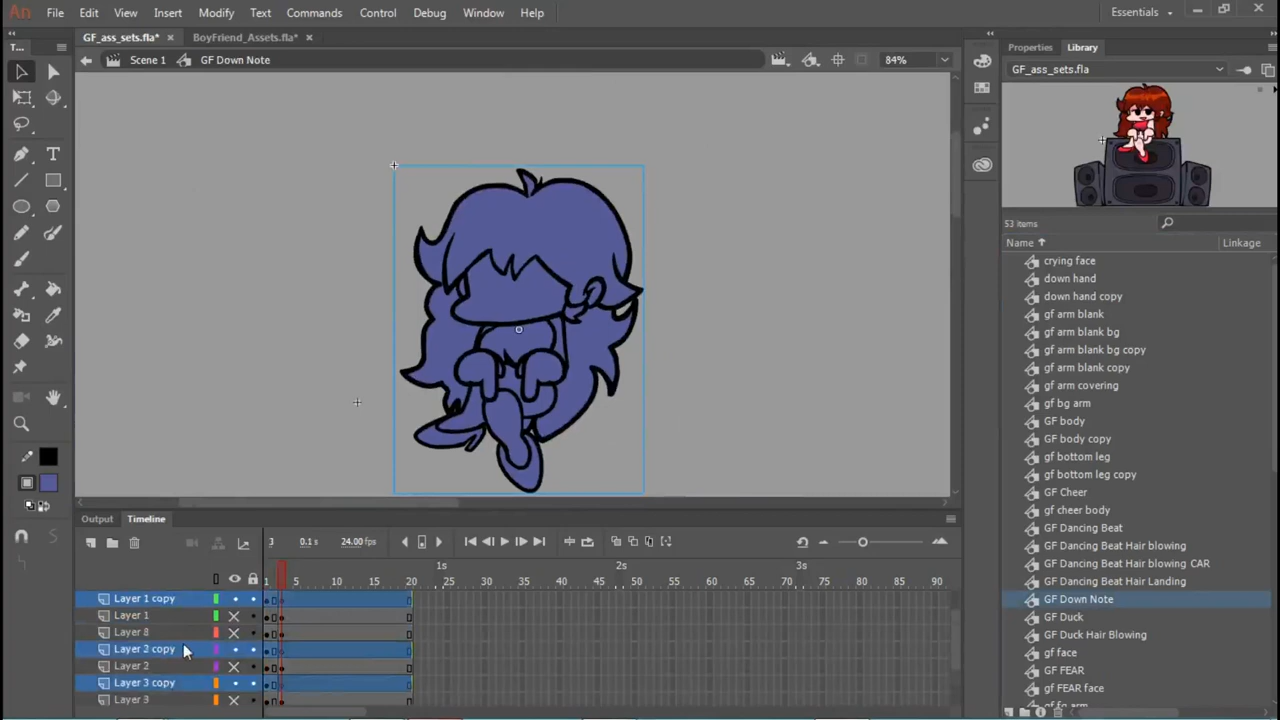 An File Edit View Insert Modify Text Commands Control Debug Window Help Essentials
GF_ass_sets.fla* × BoyFriend_Assets.fla* × Properties Library
T...
Scene 1 GF Down Note 84% GF_ass_sets.fla
53 items
Name Linkage
crying face
down hand
down hand copy
gf arm blank
gf arm blank bg
gf arm blank bg copy
gf arm blank copy
gf arm covering
gf bg arm
GF body
GF body copy
gf bottom leg
gf bottom leg copy
GF Cheer
gf cheer body
GF Dancing Beat
GF Dancing Beat Hair blowing
GF Dancing Beat Hair blowing CAR
GF Dancing Beat Hair Landing
GF Down Note
GF Duck
GF Duck Hair Blowing
gf face
GF FEAR
gf FEAR face
gf fg arm
Output Timeline
3 0.1 s 24.00 fps
1s 2s 3s
1 5 10 15 20 25 30 35 40 45 50 55 60 65 70 75 80 85 90
Layer 1 copy
Layer 1
Layer 8
Layer 2 copy
Layer 2
Layer 3 copy
Layer 3